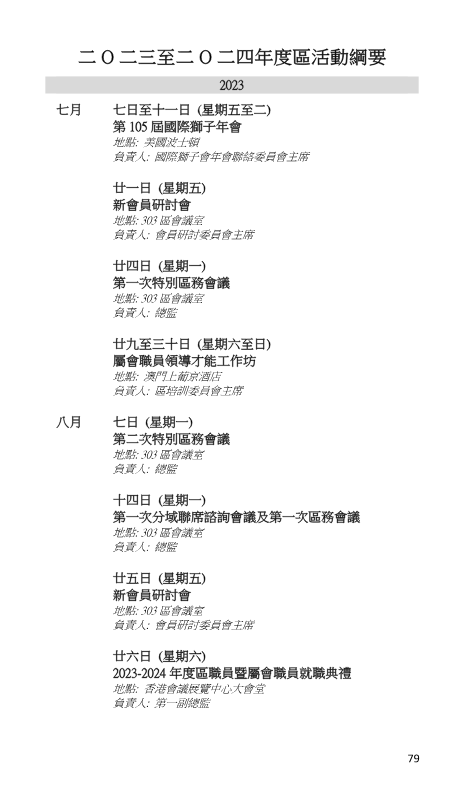 二O二三至二O二四年度區活動綱要
2023
七月 七日至十一日 (星期五至二)
第 105 屆國際獅子年會
地點: 美國波士頓
負責人: 國際獅子會年會聯絡委員會主席
廿一日 (星期五)
新會員研討會
地點: 303 區會議室
負責人: 會員研討委員會主席
廿四日 (星期一)
第一次特別區務會議
地點: 303 區會議室
負責人: 總監
廿九至三十日 (星期六至日)
屬會職員領導才能工作坊
地點: 澳門上葡京酒店
負責人: 區培訓委員會主席
八月 七日 (星期一)
第二次特別區務會議
地點: 303 區會議室
負責人: 總監
十四日 (星期一)
第一次分域聯席諮詢會議及第一次區務會議
地點: 303 區會議室
負責人: 總監
廿五日 (星期五)
新會員研討會
地點: 303 區會議室
負責人: 會員研討委員會主席
廿六日 (星期六)
2023-2024 年度區職員暨屬會職員就職典禮
地點: 香港會議展覽中心大會堂
負責人: 第一副總監
79